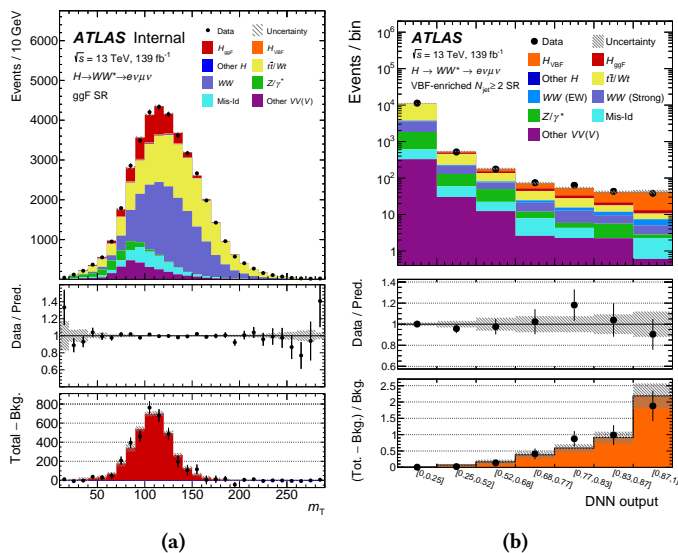 ATLAS Internal
√s = 13 TeV, 139 fb⁻¹
H→WW*→eνμν
ggF SR
Data
Uncertainty
H_ggF
H_VBF
Other H
tt̄/Wt
WW
Z/γ*
Mis-Id
Other VV(V)
Events / 10 GeV
6000
5000
4000
3000
2000
1000
Data / Pred.
1.4
1.2
1
0.8
0.6
Total − Bkg.
800
600
400
200
0
50 100 150 200 250
m_T
(a)
ATLAS
√s = 13 TeV, 139 fb⁻¹
H → WW* → eνμν
VBF-enriched N_jet≥ 2 SR
Data
Uncertainty
H_VBF
H_ggF
Other H
tt̄/Wt
WW (EW)
WW (Strong)
Z/γ*
Mis-Id
Other VV(V)
Events / bin
10⁴
10³
10²
10
1
Data / Pred.
1.4
1.2
1
0.8
0.6
(Tot. − Bkg.) / Bkg.
2.5
2
1.5
1
0.5
0
[0,0.25] [0.25,0.52] [0.52,0.68] [0.68,0.77] [0.77,0.83] [0.83,0.87]
DNN output
(b)